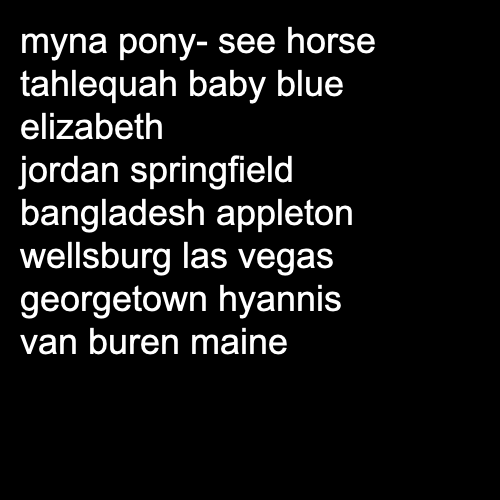 myna pony- see horse
tahlequah baby blue
elizabeth
jordan springfield
bangladesh appleton
wellsburg las vegas
georgetown hyannis
van buren maine